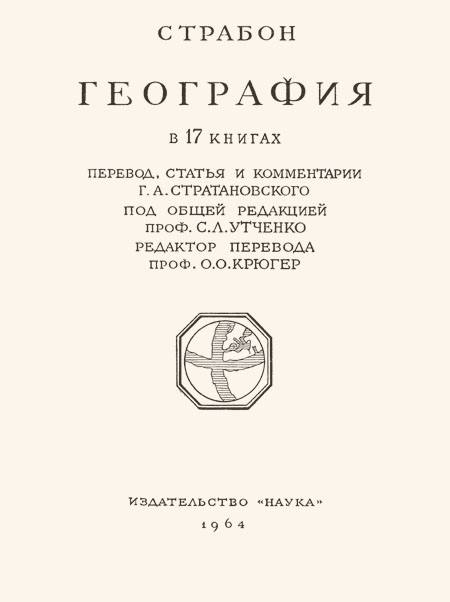 СТРАБОН
ГЕОГРАФИЯ
В 17 КНИГАХ
ПЕРЕВОД, СТАТЬЯ И КОММЕНТАРИИ
Г. А. СТРАТАНОВСКОГО
ПОД ОБЩЕЙ РЕДАКЦИЕЙ
ПРОФ. С.Л. УТЧЕНКО
РЕДАКТОР ПЕРЕВОДА
ПРОФ. О.О. КРЮГЕР
ИЗДАТЕЛЬСТВО «НАУКА»
1964